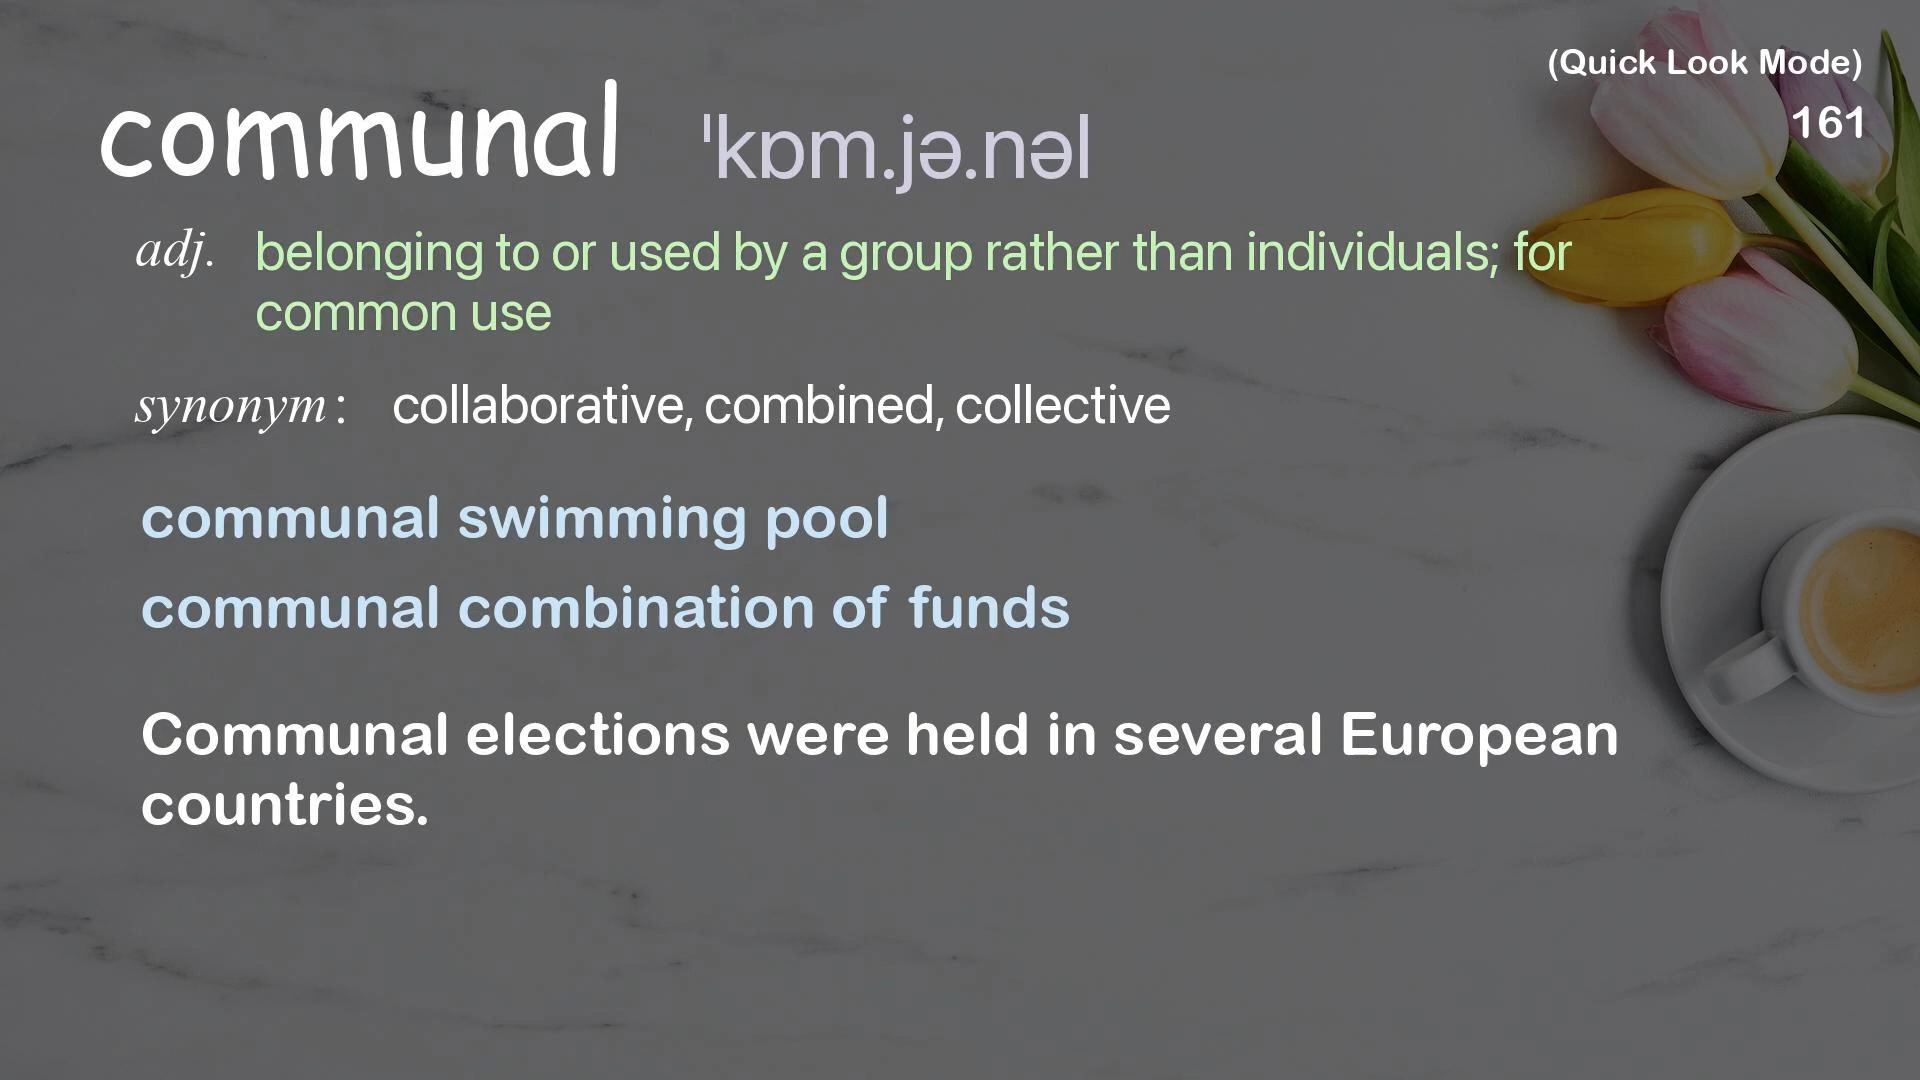 (Quick Look Mode)
161
communal ˈkɒm.jə.nəl
adj. belonging to or used by a group rather than individuals; for
common use
synonym: collaborative, combined, collective
communal swimming pool
communal combination of funds
Communal elections were held in several European
countries.